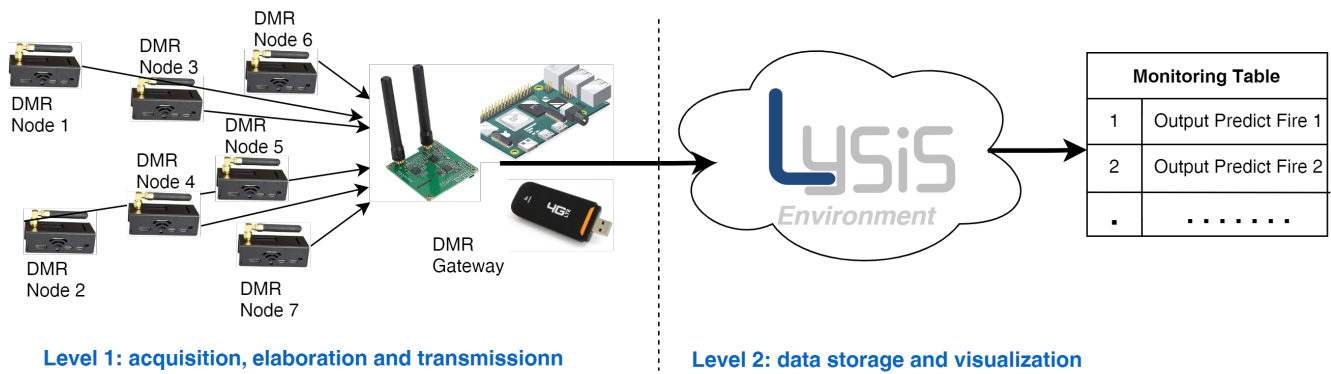 DMR
Node 1
DMR
Node 3
DMR
Node 6
DMR
Node 5
DMR
Node 4
DMR
Node 2
DMR
Node 7
4G LTE
DMR
Gateway
Lysis
Environment
Monitoring Table
1 Output Predict Fire 1
2 Output Predict Fire 2
. . . . . . . .
Level 1: acquisition, elaboration and transmissionn
Level 2: data storage and visualization